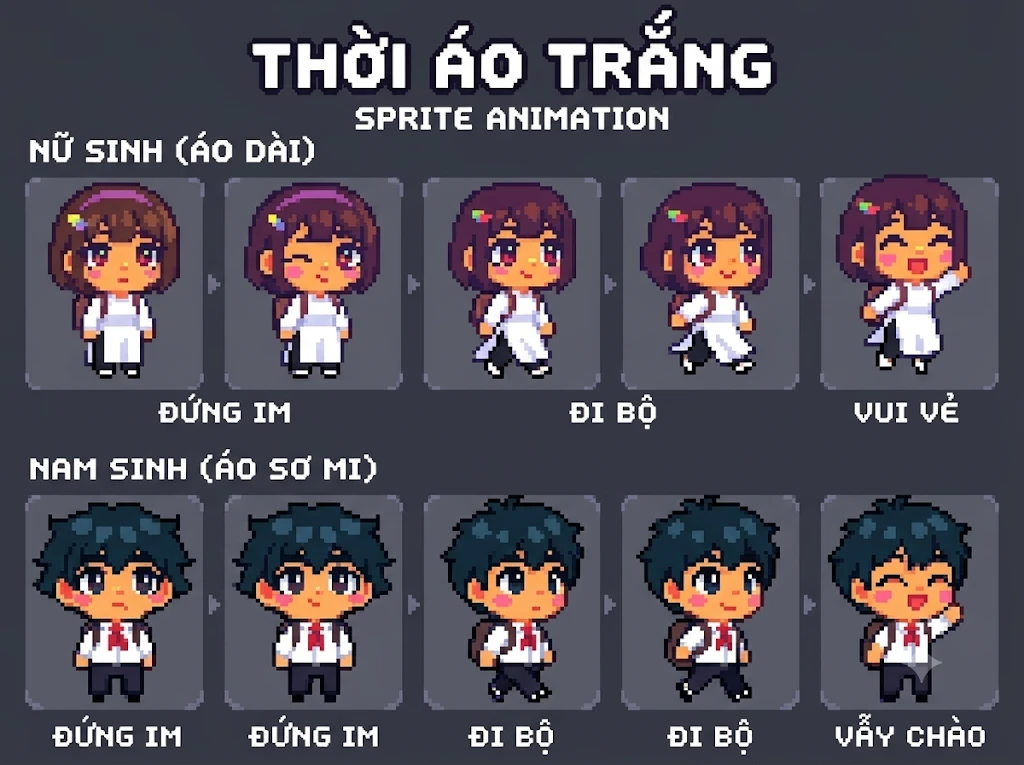 THỜI ÁO TRẮNG
SPRITE ANIMATION
NỮ SINH (ÁO DÀI)
ĐỨNG IM
ĐI BỘ
VUI VẺ
NAM SINH (ÁO SƠ MI)
ĐỨNG IM
ĐỨNG IM
ĐI BỘ
ĐI BỘ
VẪY CHÀO